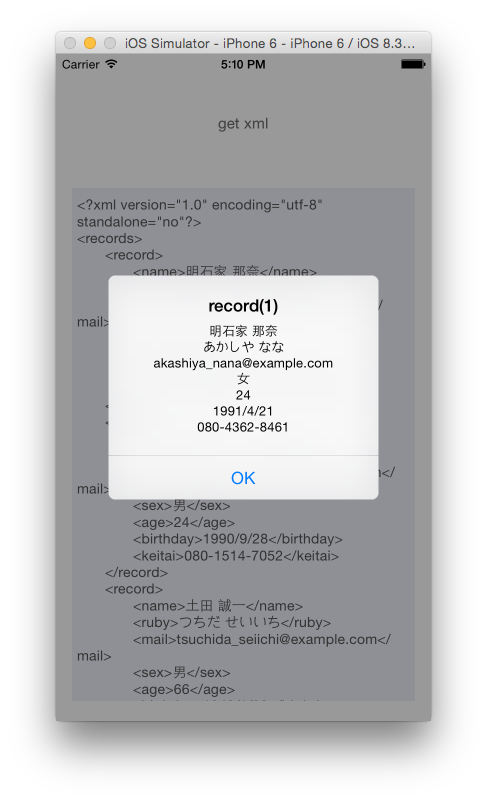 iOS Simulator - iPhone 6 - iPhone 6 / iOS 8.3...
Carrier 5:10 PM
get xml
<?xml version="1.0" encoding="utf-8"
standalone="no"?>
<records>
<record>
<name>明石家 那奈</name>
/
mail>
record(1)
明石家 那奈
あかしや なな
akashiya_nana@example.com
女
24
1991/4/21
080-4362-8461
OK
</
mail>
<sex>男</sex>
<age>24</age>
<birthday>1990/9/28</birthday>
<keitai>080-1514-7052</keitai>
</record>
<record>
<name>土田 誠一</name>
<ruby>つちだ せいいち</ruby>
<mail>tsuchida_seiichi@example.com</
mail>
<sex>男</sex>
<age>66</age>